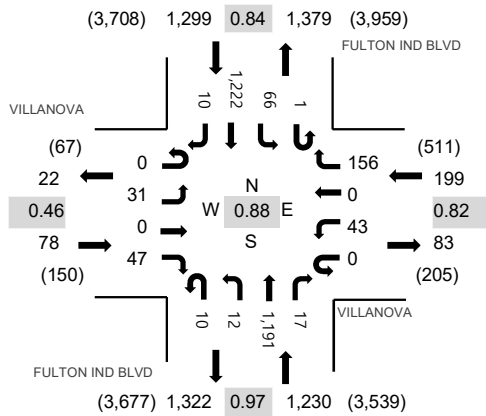 (3,708) 1,299 0.84 1,379 (3,959)
FULTON IND BLVD
10 1,222 66 1
VILLANOVA
(67) 0 156 (511)
22 199
31 N 0
0.46 W 0.88 E 0.82
0 S 43
78 83
47 0
(150) (205)
10 12 1,191 17
VILLANOVA
FULTON IND BLVD
(3,677) 1,322 0.97 1,230 (3,539)